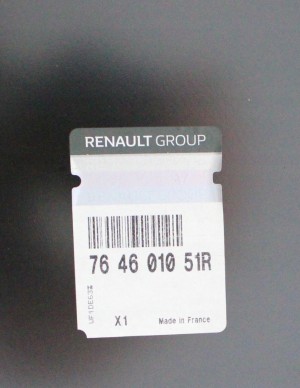 RENAULT GROUP
76 46 010 51R
X1 Made in France